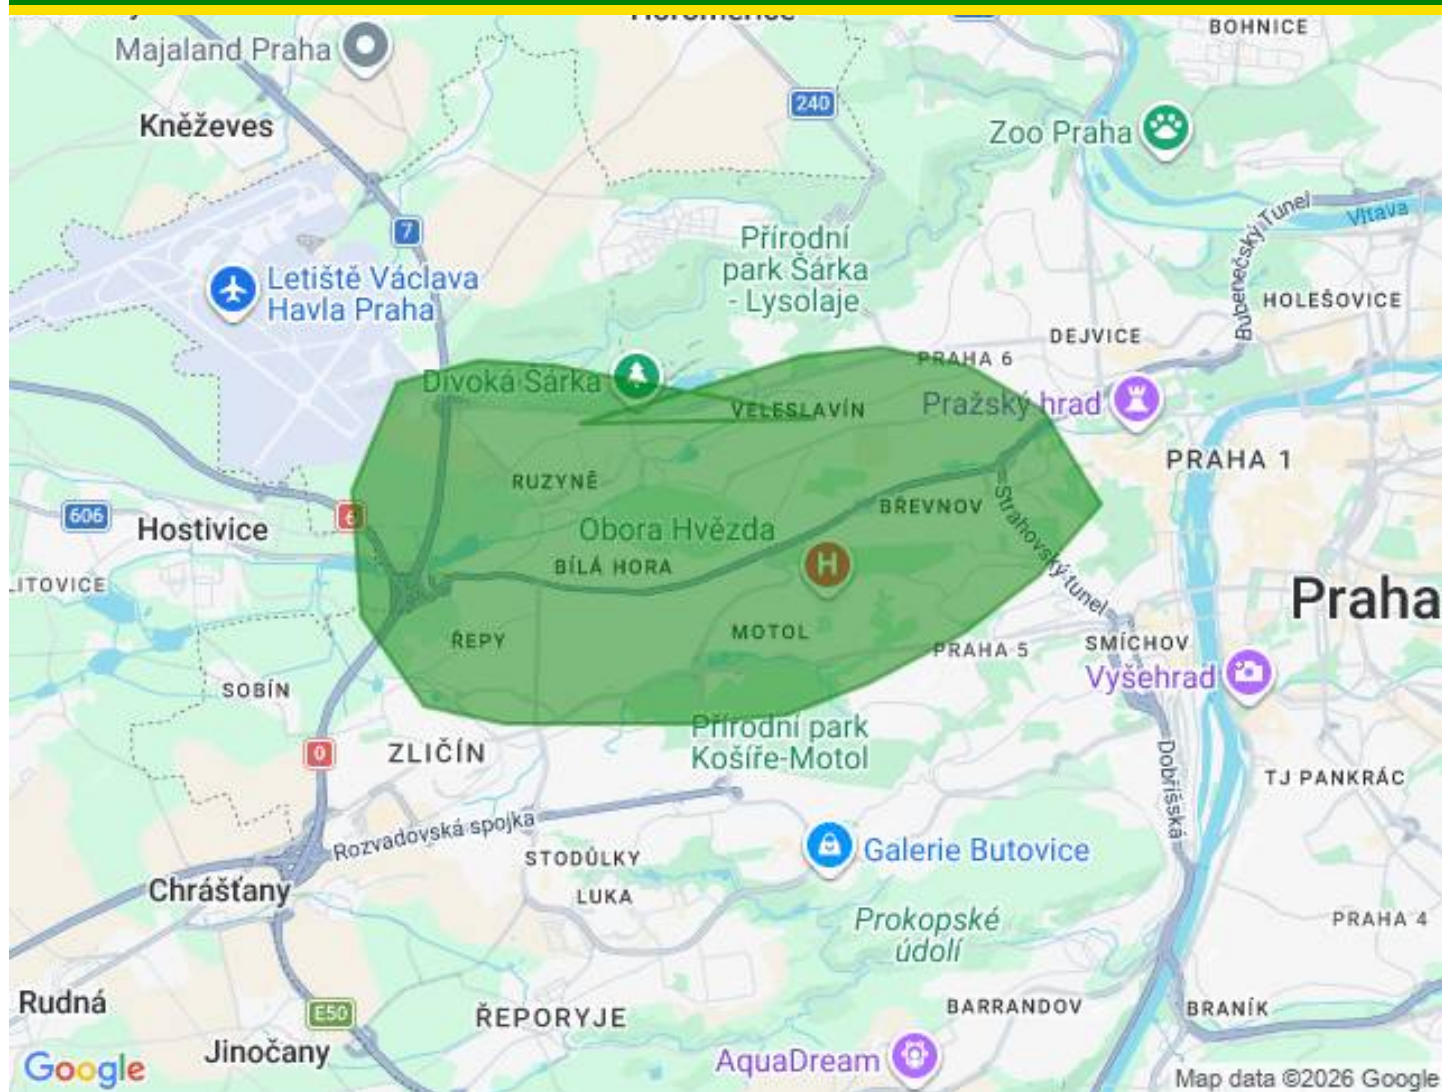 BOHNICE
Majaland Praha
240
Kněževes
Zoo Praha
Bubenečský Tunel
Vltava
7
Přírodní
park Šárka
- Lysolaje
Letiště Václava
Havla Praha
HOLEŠOVICE
DEJVICE
PRAHA 6
Divoká Šárka
VELESLAVÍN
Pražský hrad
PRAHA 1
RUZYNĚ
606
6
Hostivice
BŘEVNOV
Strahovský tunel
Obora Hvězda
BÍLÁ HORA
H
LITOVICE
Praha
ŘEPY
MOTOL
PRAHA 5
SMÍCHOV
Vyšehrad
SOBÍN
Přírodní park
Košíře-Motol
0
ZLIČÍN
Dobříšská
TJ PANKRÁC
Rozvadovská spojka
STODŮLKY
Galerie Butovice
Chrášťany
LUKA
Prokopské
údolí
PRAHA 4
Rudná
E50
ŘEPORYJE
BARRANDOV
BRANÍK
Jinočany
AquaDream
Google
Map data ©2026 Google